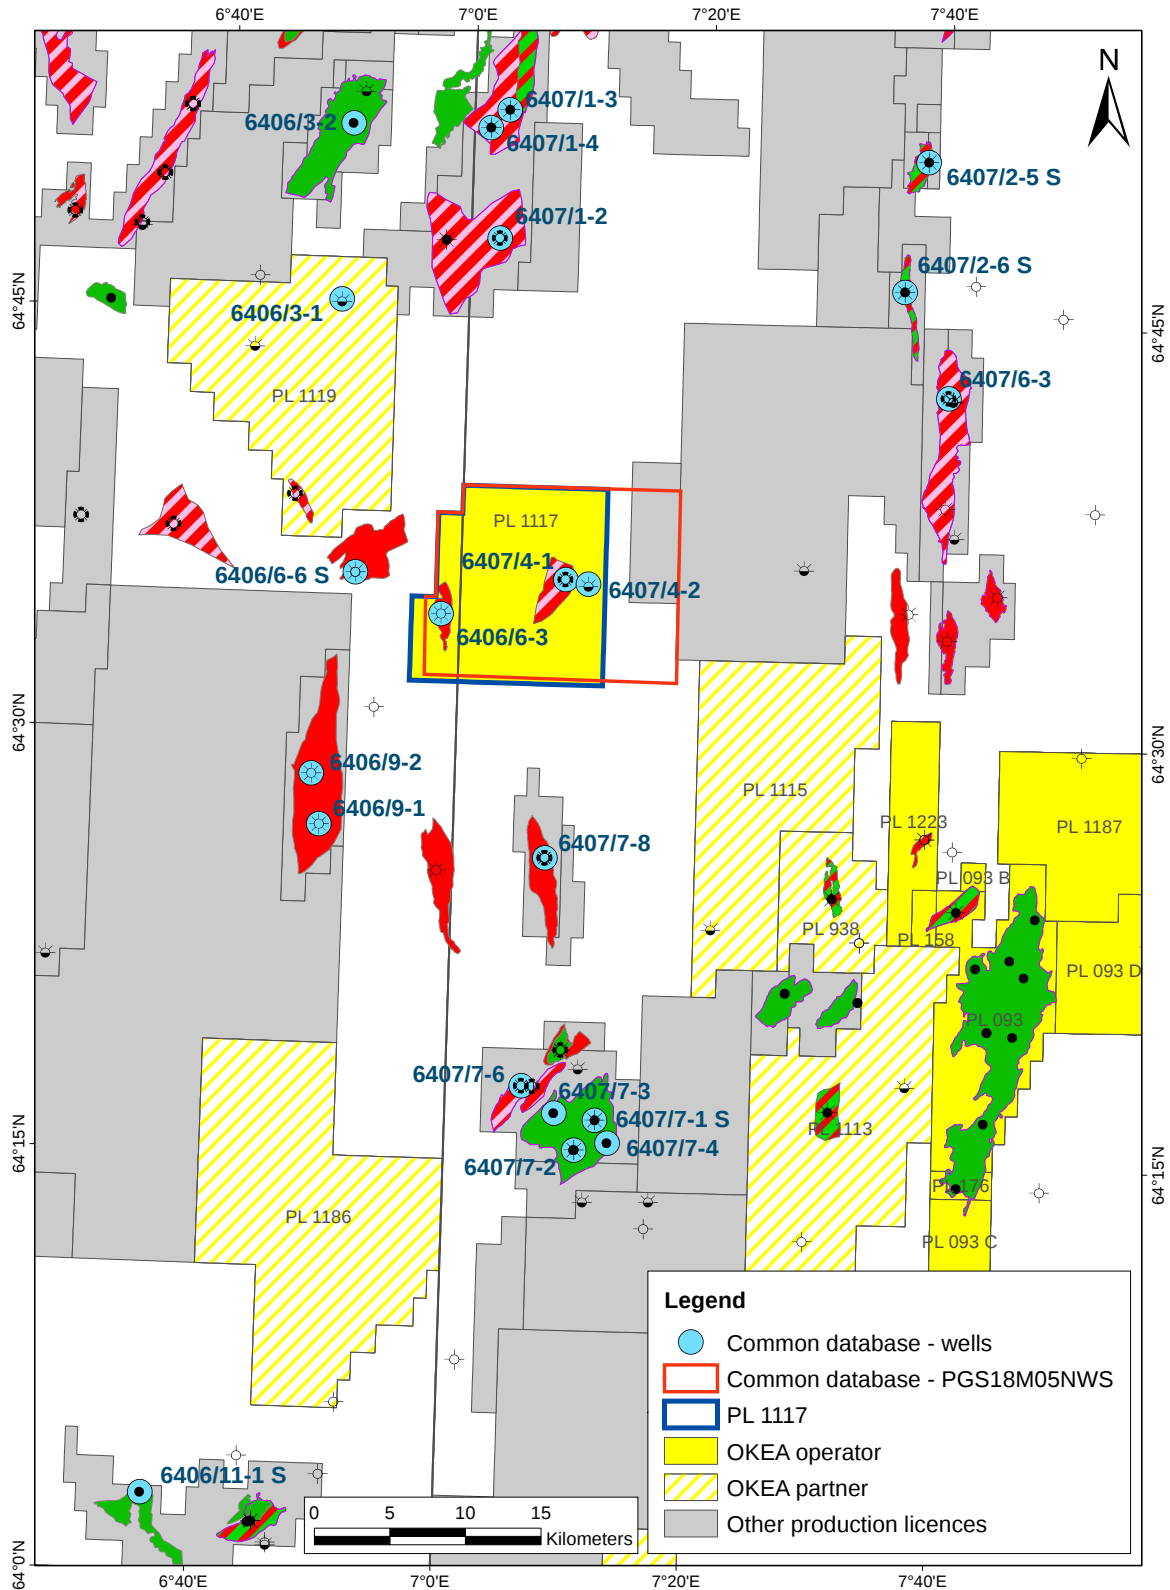 6°40'E
7°0'E
7°20'E
7°40'E
N
6407/1-3
6406/3-2
6407/1-4
6407/2-5 S
6407/1-2
6407/2-6 S
64°45'N
6406/3-1
64°45'N
6407/6-3
PL 1119
PL 1117
6407/4-1
6406/6-6 S
6407/4-2
6406/6-3
64°30'N
64°30'N
6406/9-2
PL 1115
6406/9-1
PL 1223
PL 1187
6407/7-8
PL 093 B
PL 938
PL 158
PL 093 D
PL 093
6407/7-6
6407/7-3
6407/7-1 S
PL 1113
64°15'N
6407/7-4
6407/7-2
64°15'N
PL 176
PL 1186
PL 093 C
Legend
Common database - wells
Common database - PGS18M05NWS
PL 1117
OKEA operator
OKEA partner
Other production licences
6406/11-1 S
0
5
10
15
Kilometers
64°0'N
6°40'E
7°0'E
7°20'E
7°40'E